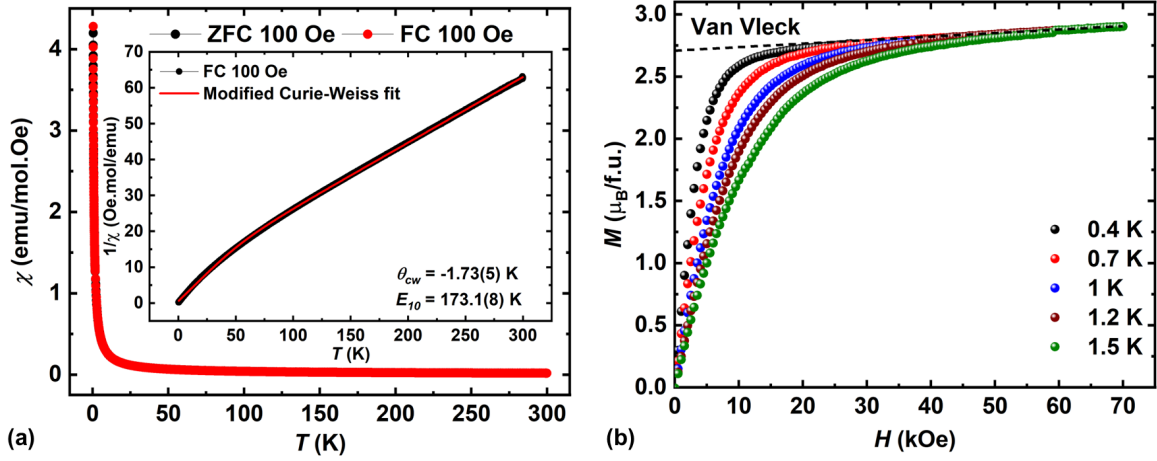 ZFC 100 Oe FC 100 Oe
FC 100 Oe
Modified Curie-Weiss fit
θcw = -1.73(5) K
E10 = 173.1(8) K
1/χ (Oe.mol/emu)
70
60
50
40
30
20
10
0
0 50 100 150 200 250 300
T (K)
χ (emu/mol.Oe)
4
3
2
1
0
0 50 100 150 200 250 300
T (K)
(a)
Van Vleck
M (μB/f.u.)
3.0
2.5
2.0
1.5
1.0
0.5
0.0
0.4 K
0.7 K
1 K
1.2 K
1.5 K
0 10 20 30 40 50 60 70
H (kOe)
(b)